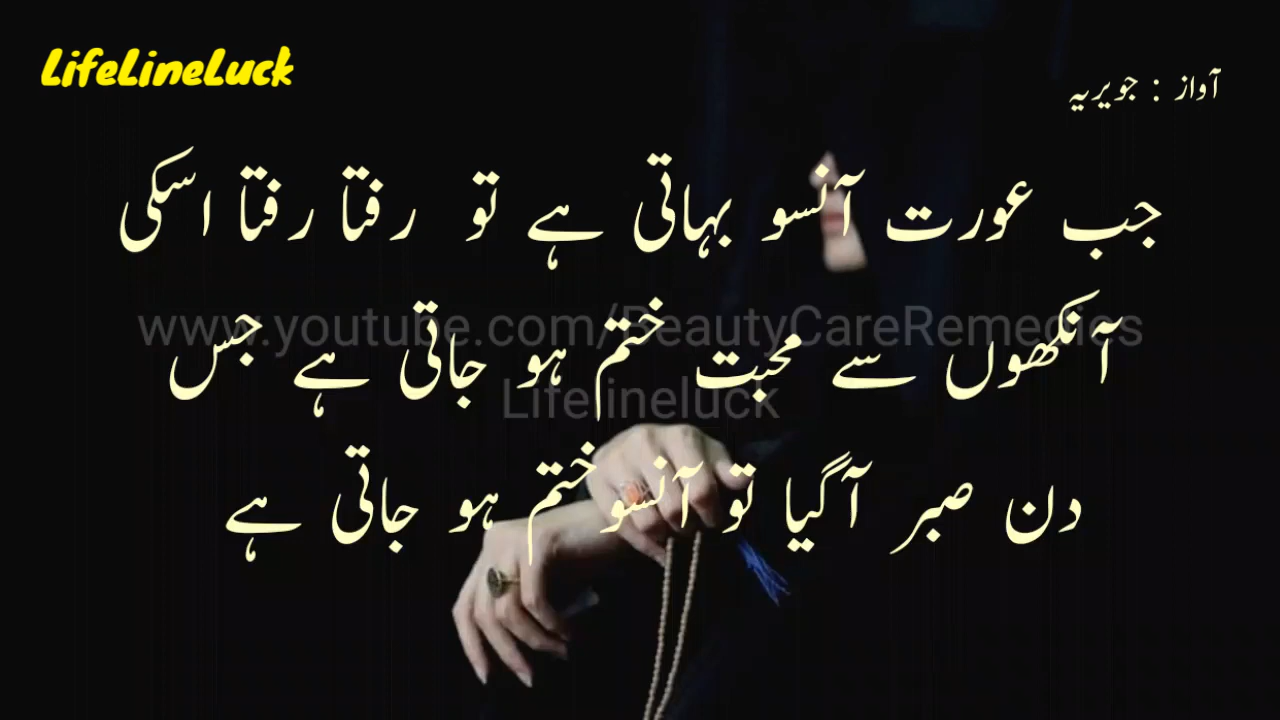 LifeLineLuck
آواز : جویریہ
جب عورت آنسو بہاتی ہے تو رفتا رفتا اسکی
www.youtube.com/BeautyCareRemedies
آنکھوں سے محبت ختم ہو جاتی ہے جس
Lifelineluck
دن صبر آگیا تو آنسو ختم ہو جاتی ہے